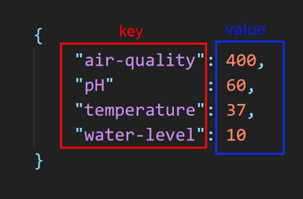 key value
{
"air-quality": 400,
"pH" : 60,
"temperature": 37,
"water-level": 10
}